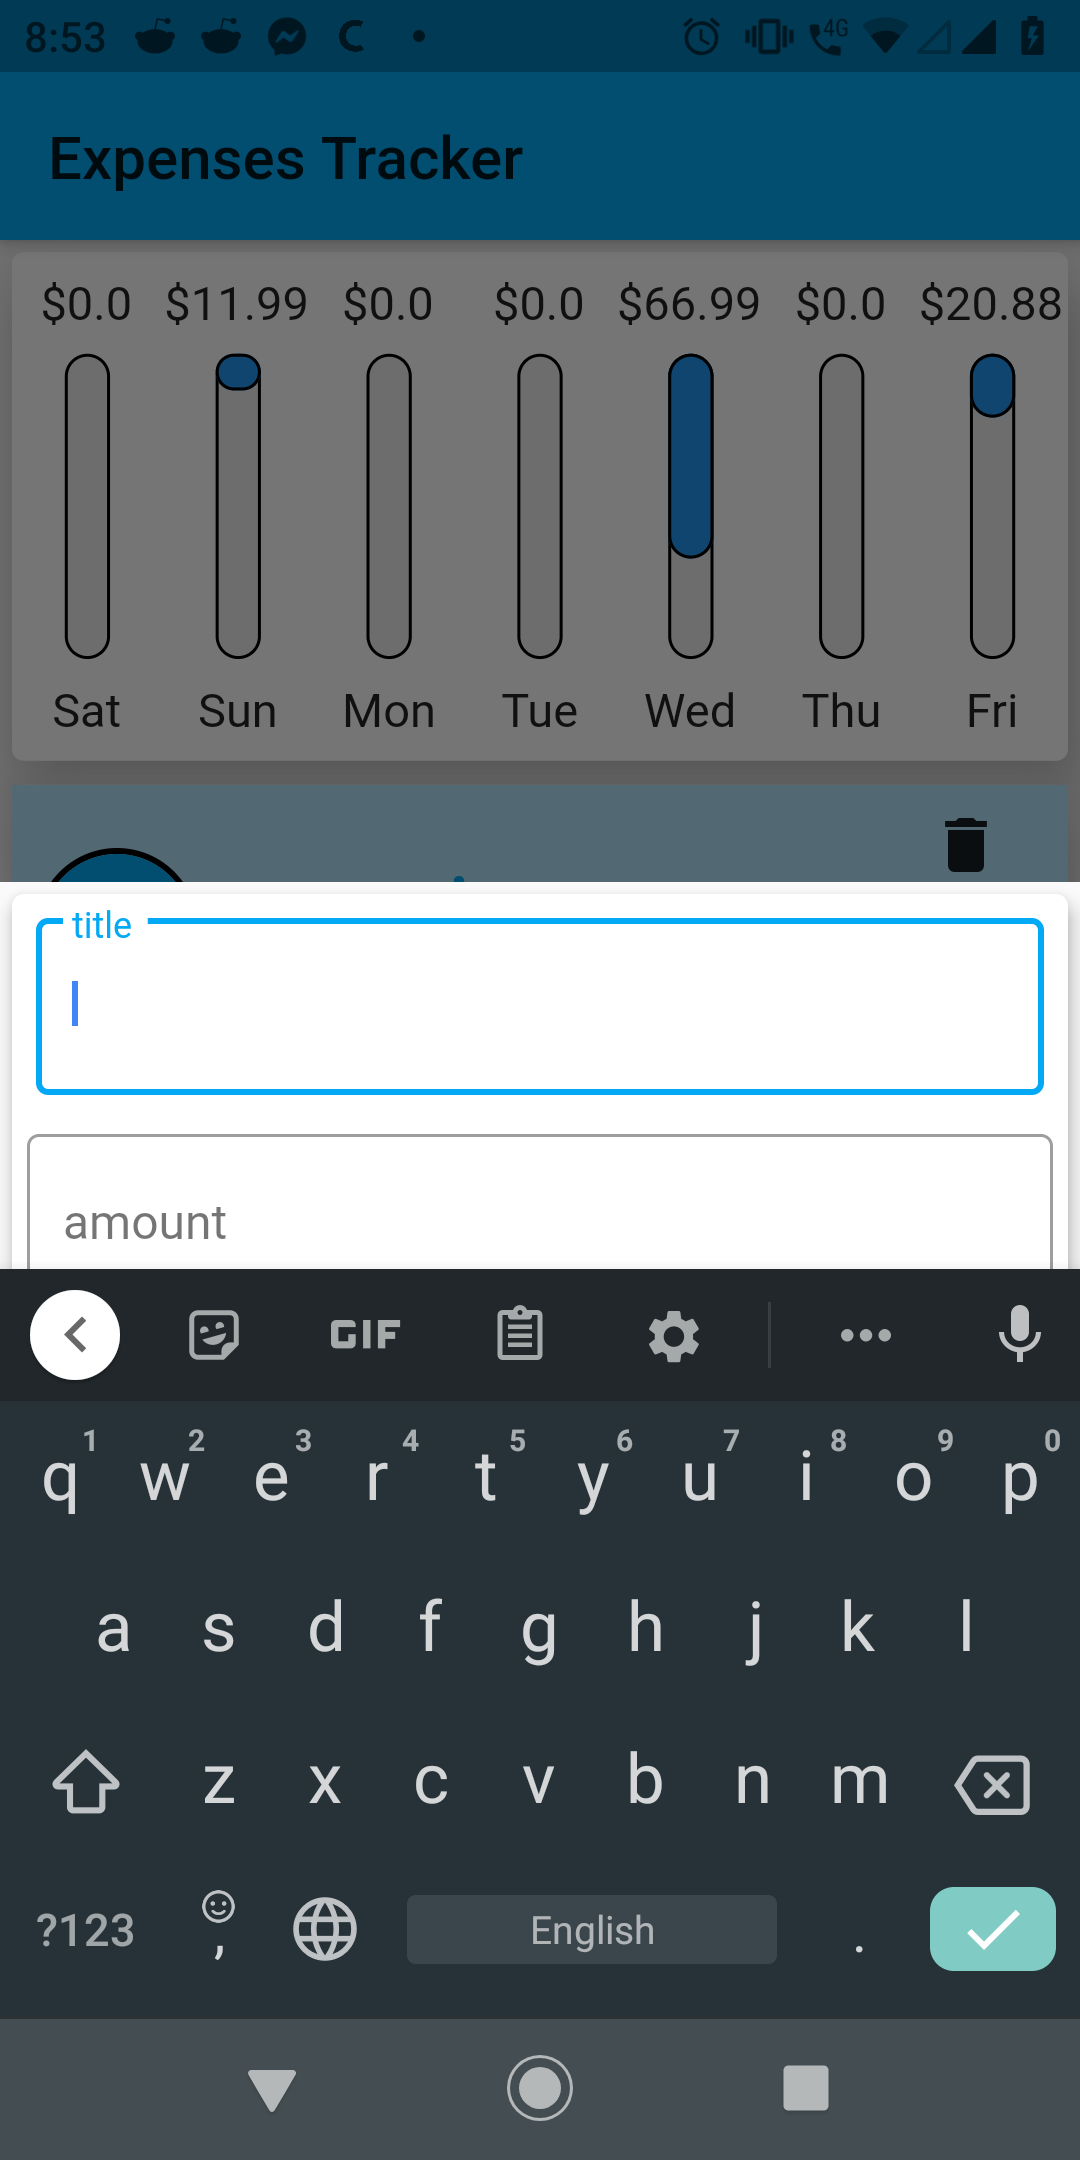 8:53 4G
Expenses Tracker
$0.0 $11.99 $0.0 $0.0 $66.99 $0.0 $20.88
Sat Sun Mon Tue Wed Thu Fri
title
amount
GIF
1 2 3 4 5 6 7 8 9 0
q w e r t y u i o p
a s d f g h j k l
z x c v b n m
?123 , English .